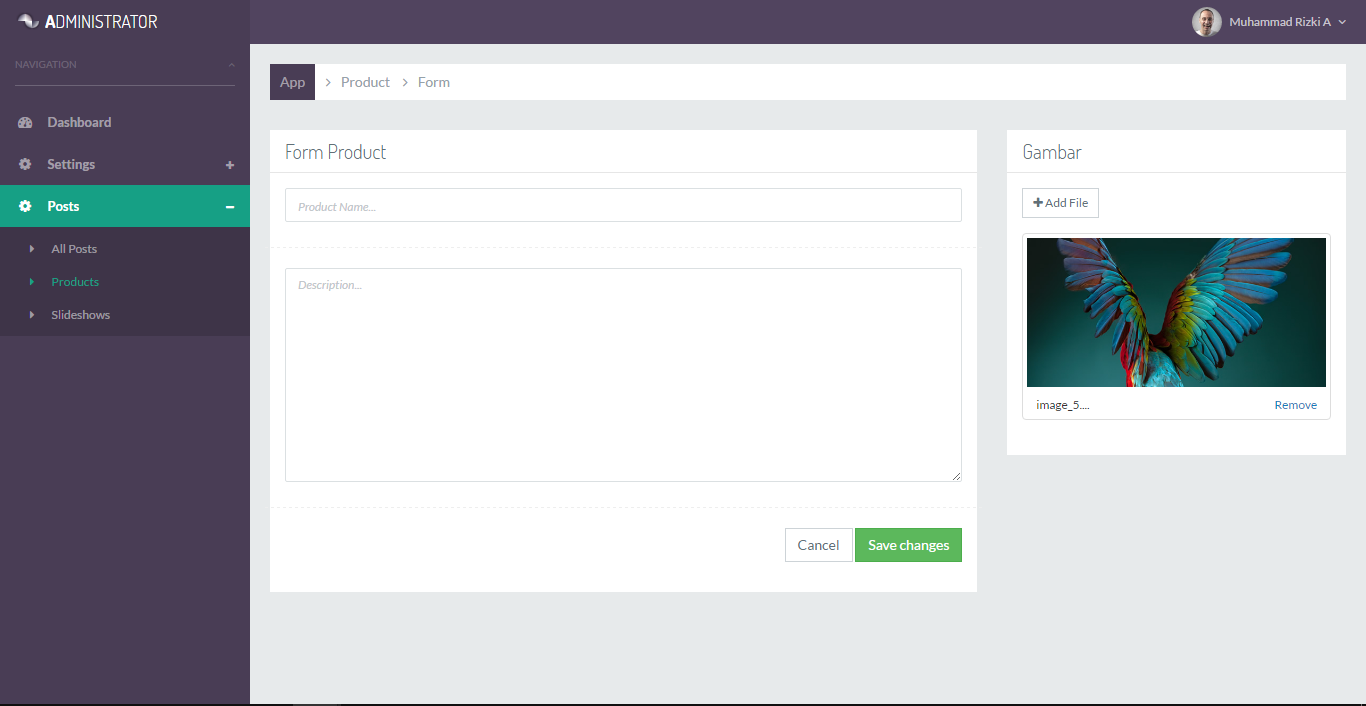 ADMINISTRATOR
Muhammad Rizki A
NAVIGATION
Dashboard
Settings
Posts
All Posts
Products
Slideshows
App > Product > Form
Form Product
Product Name...
Description...
Cancel
Save changes
Gambar
Add File
image_5....
Remove